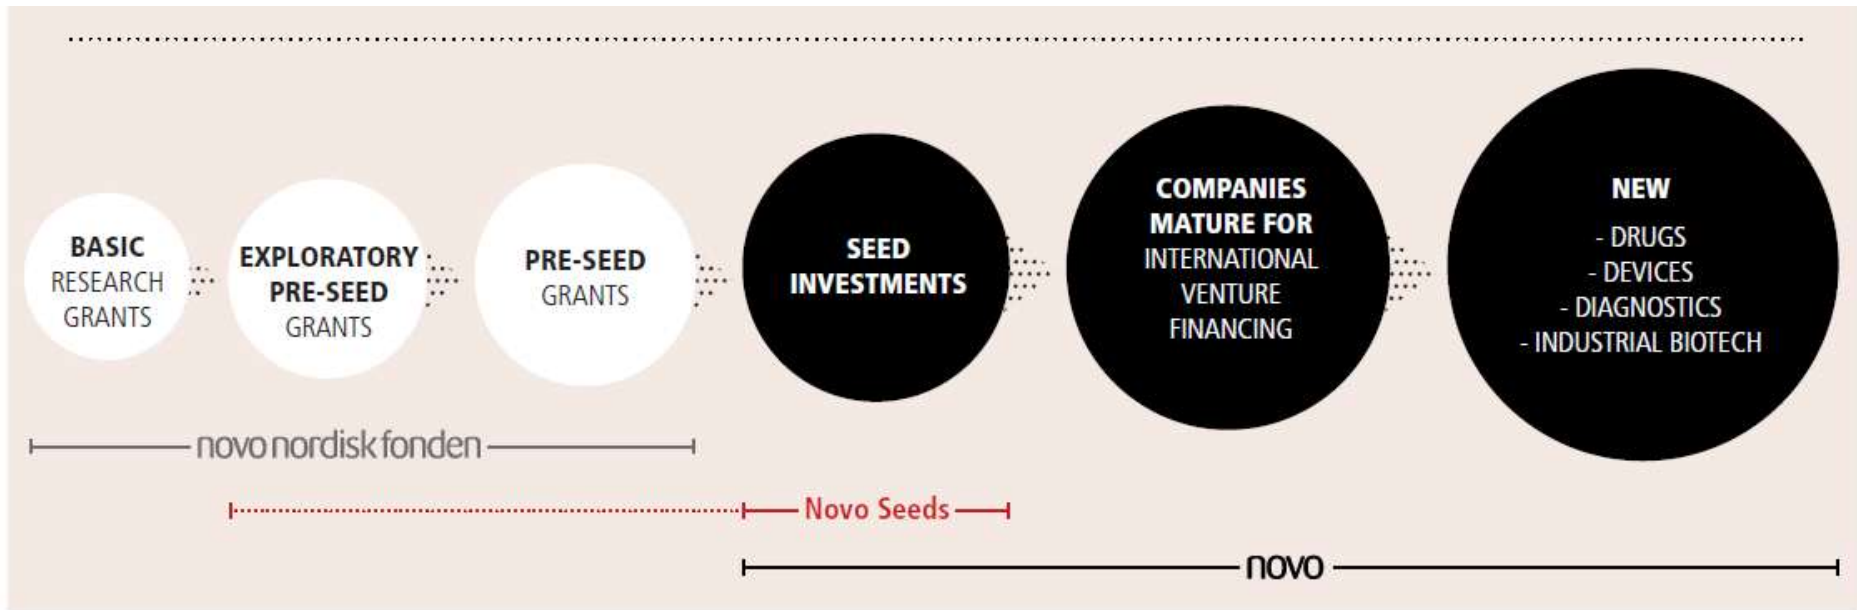 BASIC
RESEARCH
GRANTS
EXPLORATORY
PRE-SEED
GRANTS
PRE-SEED
GRANTS
SEED
INVESTMENTS
COMPANIES
MATURE FOR
INTERNATIONAL
VENTURE
FINANCING
NEW
- DRUGS
- DEVICES
- DIAGNOSTICS
- INDUSTRIAL BIOTECH
novo nordisk fonden
Novo Seeds
novo